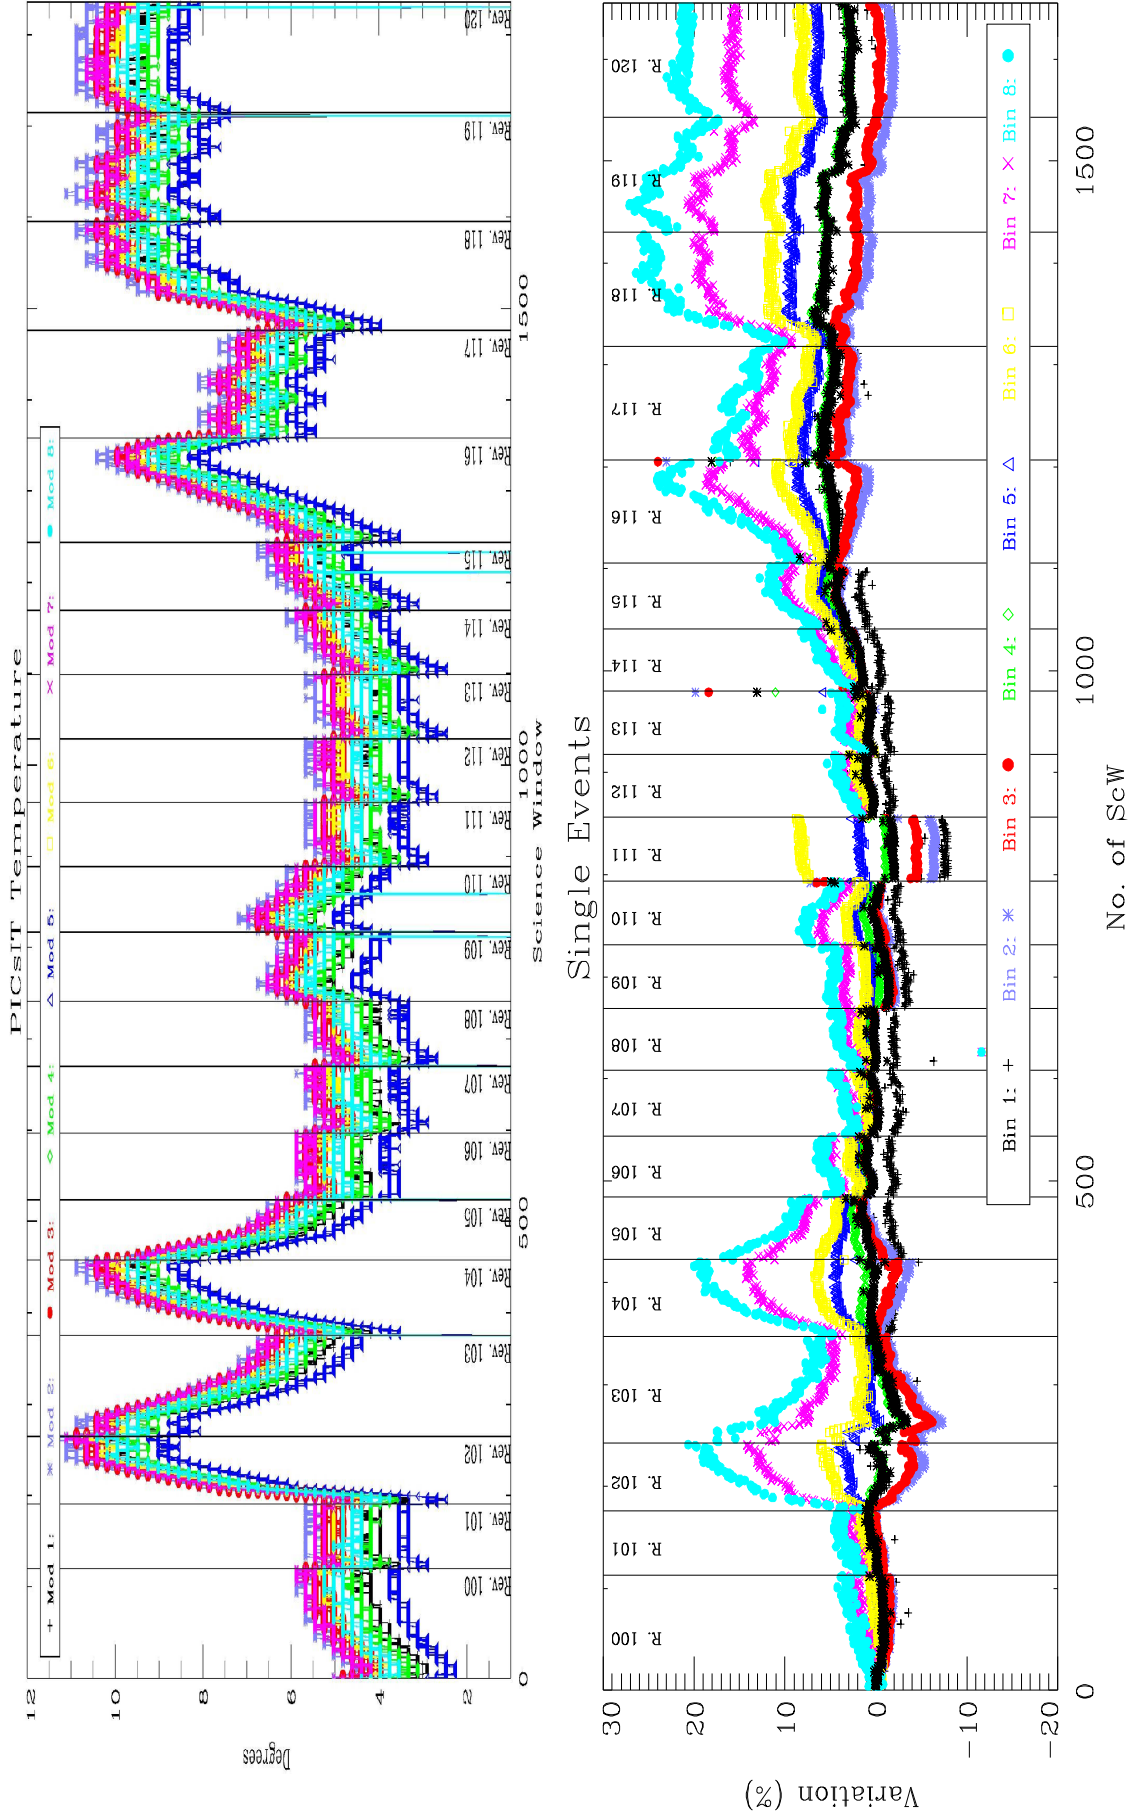 PICsIT Temperature
+ Mod 1: ✳ Mod 2: ● Mod 3: ◇ Mod 4: △ Mod 5: □ Mod 6: × Mod 7: ● Mod 8:
Degrees
12
10
8
6
4
2
Rev. 100 Rev. 101 Rev. 102 Rev. 103 Rev. 104 Rev. 105 Rev. 106 Rev. 107 Rev. 108 Rev. 109 Rev. 110 Rev. 111 Rev. 112 Rev. 113 Rev. 114 Rev. 115 Rev. 116 Rev. 117 Rev. 118 Rev. 119 Rev. 120
0 500 1000 1500
Science Window
Single Events
Variation (%)
30
20
10
0
−10
−20
R. 100 R. 101 R. 102 R. 103 R. 104 R. 105 R. 106 R. 107 R. 108 R. 109 R. 110 R. 111 R. 112 R. 113 R. 114 R. 115 R. 116 R. 117 R. 118 R. 119 R. 120
Bin 1: + Bin 2: ✳ Bin 3: ● Bin 4: ◇ Bin 5: △ Bin 6: □ Bin 7: × Bin 8: ●
0 500 1000 1500
No. of ScW